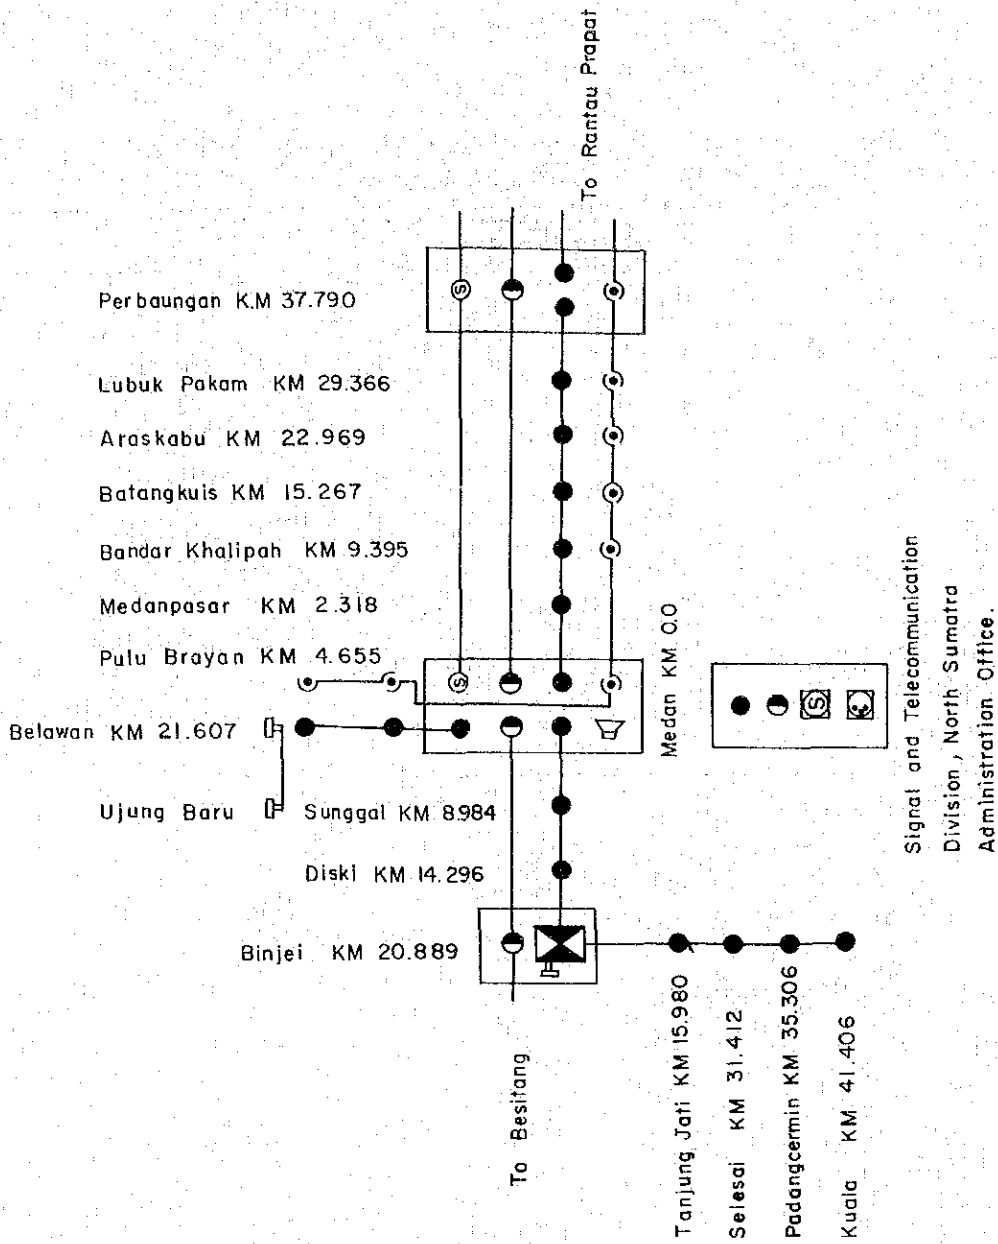 To Rantau Prapat
Perbaungan KM 37.790
Lubuk Pakam KM 29.366
Araskabu KM 22.969
Batangkuis KM 15.267
Bandar Khalipah KM 9.395
Medanpasar KM 2.318
Pulu Brayan KM 4.655
Belawan KM 21.607
Ujung Baru
Sunggal KM 8.984
Diski KM 14.296
Binjei KM 20.889
S
S
S
Medan KM 0.0
Signal and Telecommunication
Division, North Sumatra
Administration Office.
To Besitang
Tanjung Jati KM 15.980
Selesai KM 31.412
Padangcermin KM 35.306
Kuala KM 41.406